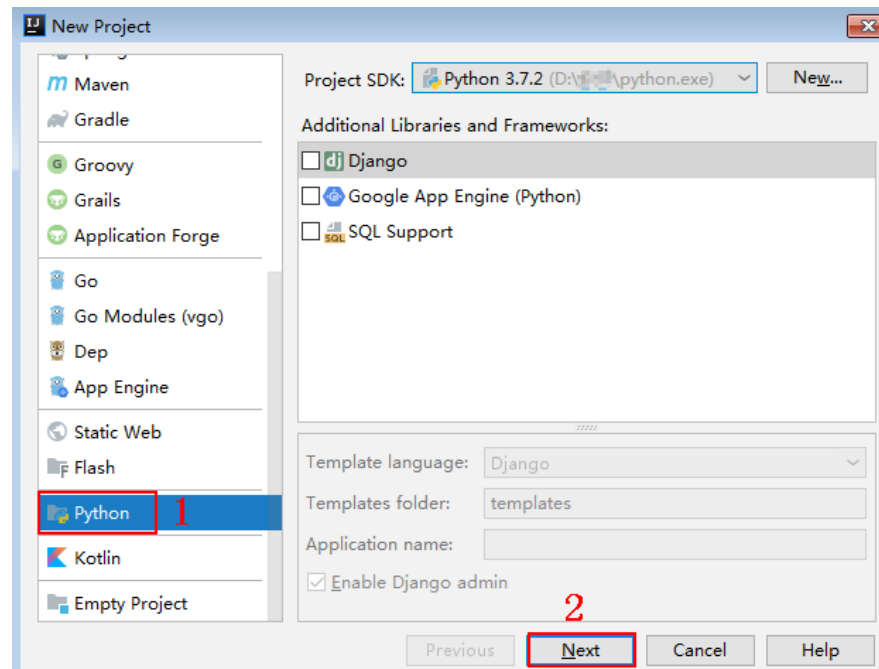 New Project
Maven
Gradle
Groovy
Grails
Application Forge
Go
Go Modules (vgo)
Dep
App Engine
Static Web
Flash
Python 1
Kotlin
Empty Project
Project SDK: Python 3.7.2 (D:\ \python.exe) New...
Additional Libraries and Frameworks:
Django
Google App Engine (Python)
SQL Support
Template language: Django
Templates folder: templates
Application name:
Enable Django admin
2
Previous Next Cancel Help